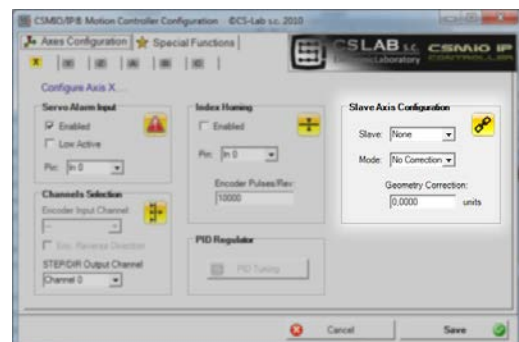 CSMIO/IP® Motion Controller Configuration ©CS-Lab s.c. 2010
Axes Configuration
Special Functions
CSLAB s.c.
CSMIO IP
Laboratory
CONTROLLER
X
Configure Axis X...
Servo Alarm Input
Enabled
Low Active
Pin: In 0
Index Homing
Enabled
Pin: In 0
Encoder Pulses/Rev:
10000
Slave Axis Configuration
Slave: None
Mode: No Correction
Geometry Correction:
0,0000 units
Channels Selection
Encoder Input Channel:
--
Enc. Reverse Direction
STEP/DIR Output Channel
Channel 0
PID Regulator
PID Tuning
Cancel
Save